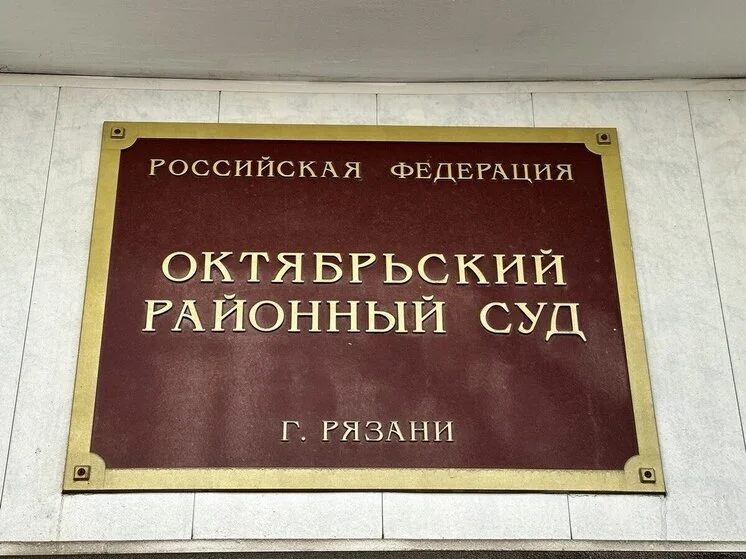 РОССИЙСКАЯ ФЕДЕРАЦИЯ
ОКТЯБРЬСКИЙ
РАЙОННЫЙ СУД
Г. РЯЗАНИ